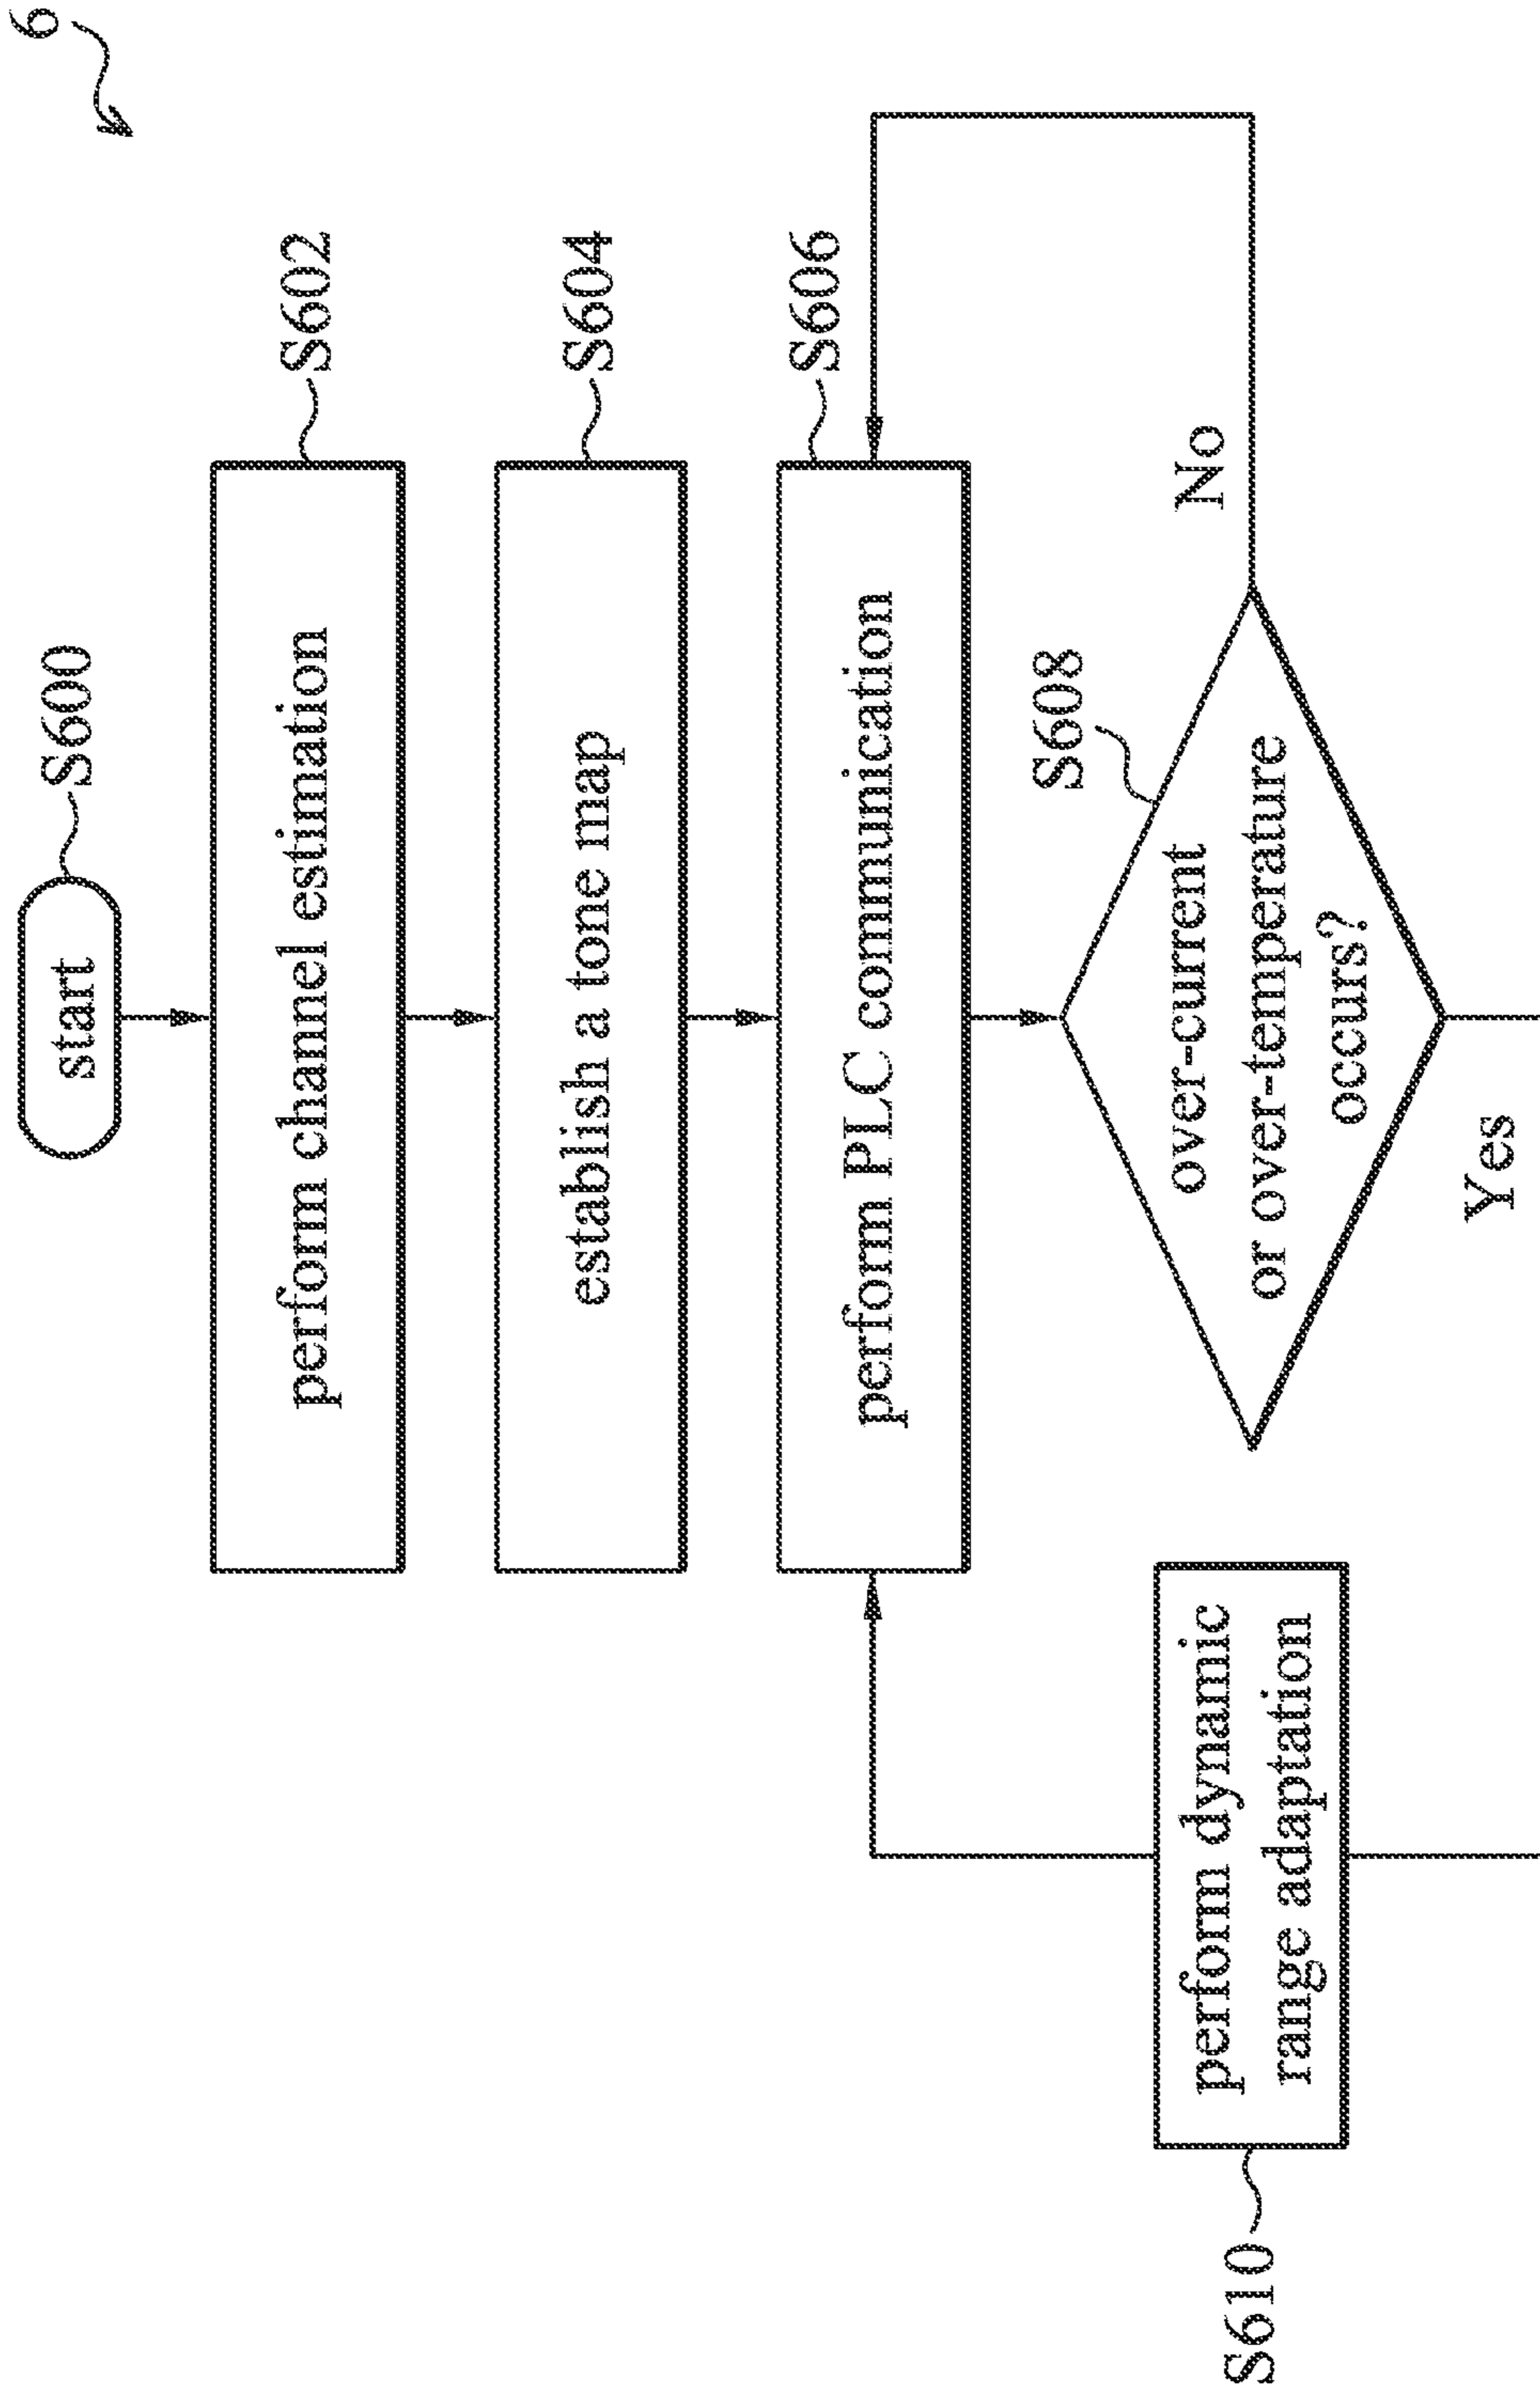 6
start
S600
perform channel estimation
S602
establish a tone map
S604
perform PLC communication
S606
S608
over-current
or over-temperature
occurs?
No
Yes
perform dynamic
range adaptation
S610